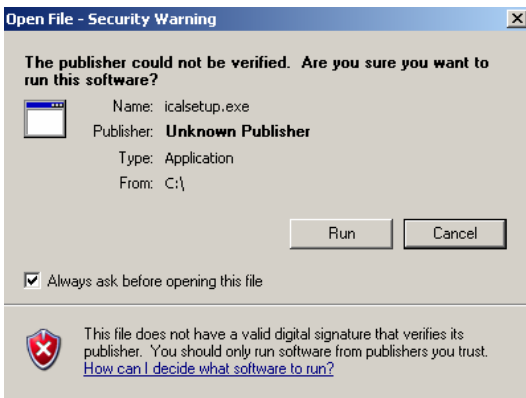 Open File - Security Warning
The publisher could not be verified.  Are you sure you want to
run this software?
Name: icalsetup.exe
Publisher: Unknown Publisher
Type: Application
From: C:\
Run Cancel
Always ask before opening this file
This file does not have a valid digital signature that verifies its
publisher.  You should only run software from publishers you trust.
How can I decide what software to run?